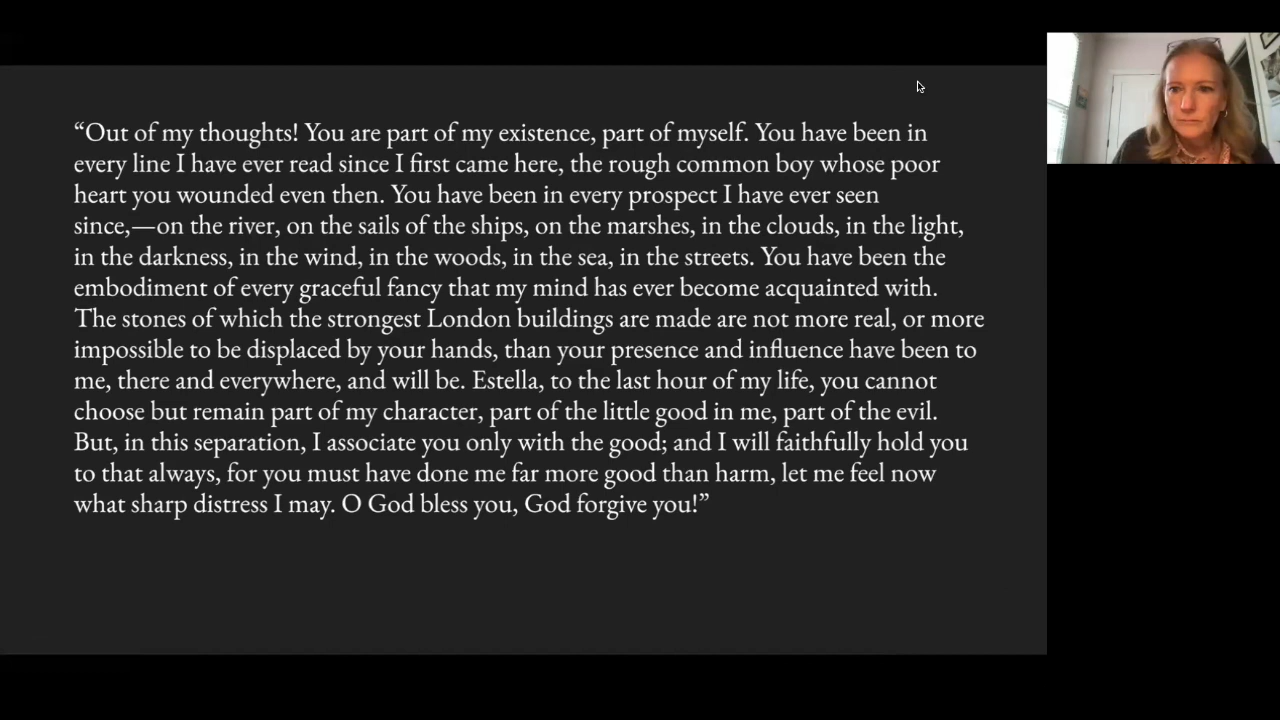 “Out of my thoughts! You are part of my existence, part of myself. You have been in
every line I have ever read since I first came here, the rough common boy whose poor
heart you wounded even then. You have been in every prospect I have ever seen
since,—on the river, on the sails of the ships, on the marshes, in the clouds, in the light,
in the darkness, in the wind, in the woods, in the sea, in the streets. You have been the
embodiment of every graceful fancy that my mind has ever become acquainted with.
The stones of which the strongest London buildings are made are not more real, or more
impossible to be displaced by your hands, than your presence and influence have been to
me, there and everywhere, and will be. Estella, to the last hour of my life, you cannot
choose but remain part of my character, part of the little good in me, part of the evil.
But, in this separation, I associate you only with the good; and I will faithfully hold you
to that always, for you must have done me far more good than harm, let me feel now
what sharp distress I may. O God bless you, God forgive you!”